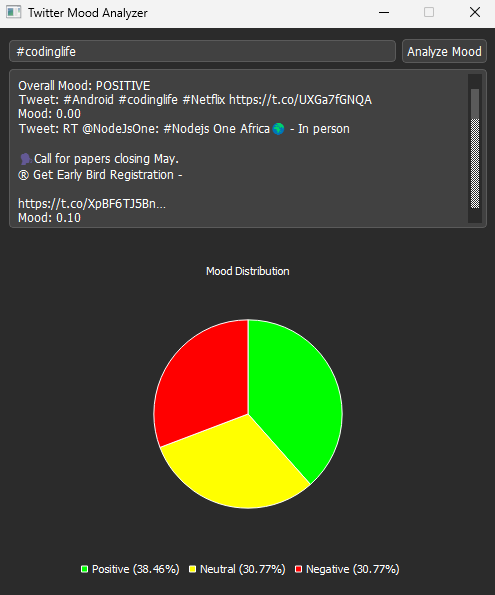 Twitter Mood Analyzer
#codinglife
Analyze Mood
Overall Mood: POSITIVE
Tweet: #Android #codinglife #Netflix https://t.co/UXGa7fGNQA
Mood: 0.00
Tweet: RT @NodeJsOne: #Nodejs One Africa🌍 - In person
🗣Call for papers closing May.
® Get Early Bird Registration -
https://t.co/XpBF6TJ5Bn…
Mood: 0.10
Mood Distribution
Positive (38.46%) Neutral (30.77%) Negative (30.77%)